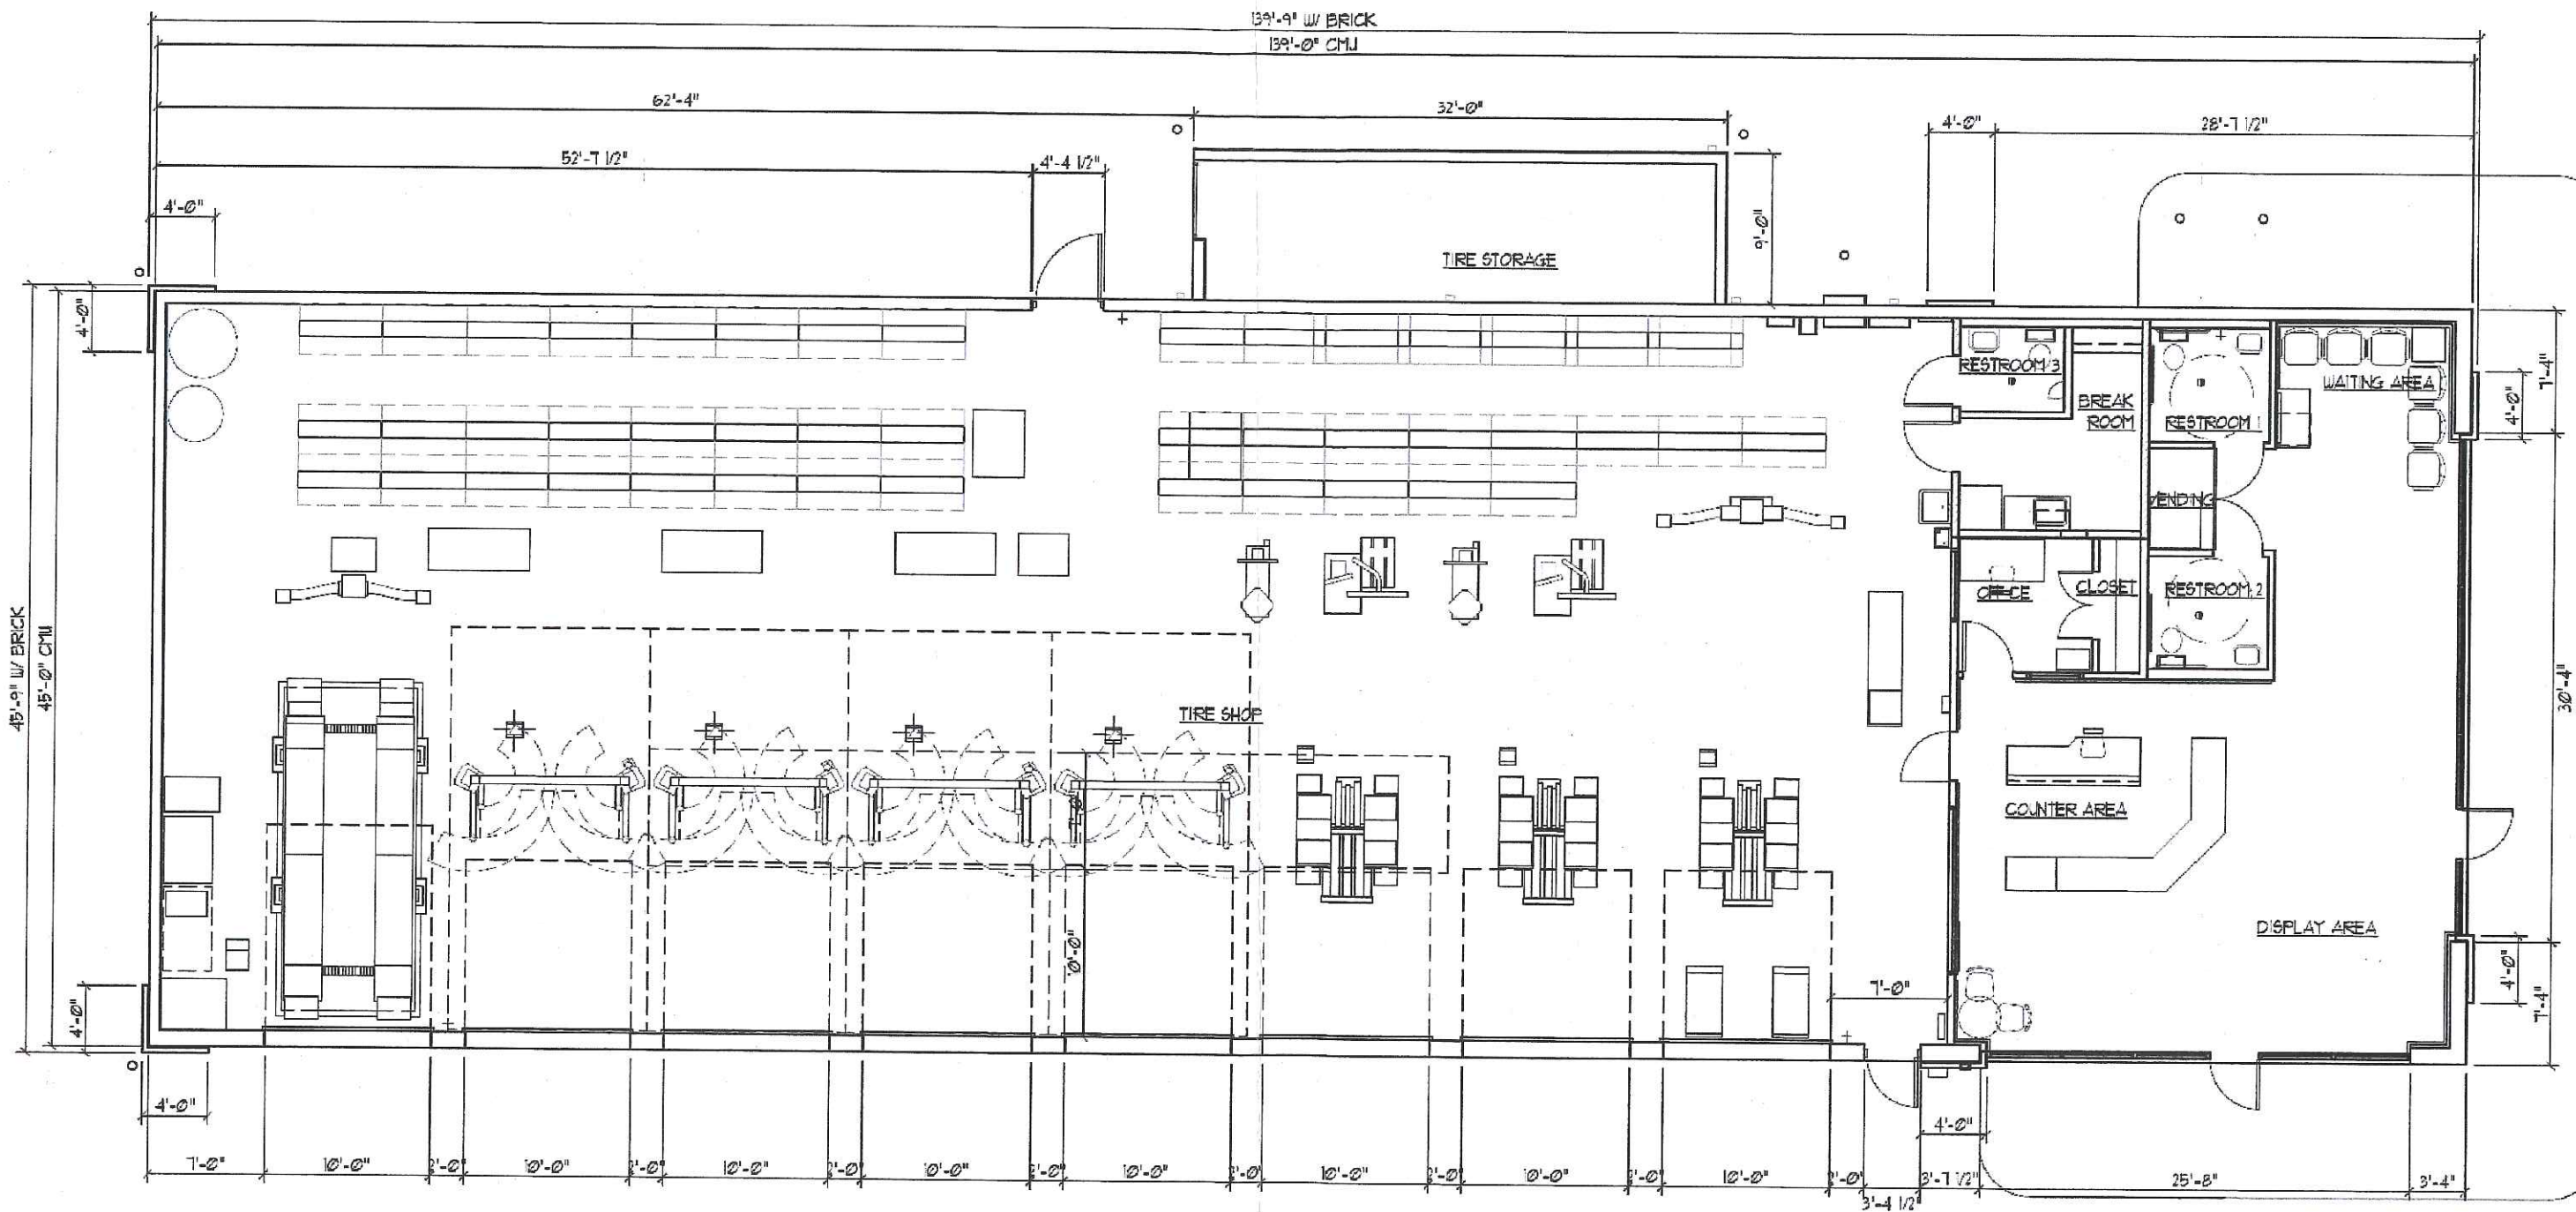 139'-9" W/ BRICK
139'-0" CMU
62'-4"
32'-0"
4'-0"
28'-7 1/2"
52'-7 1/2"
4'-4 1/2"
4'-0"
9'-0"
TIRE STORAGE
4'-0"
RESTROOM 3
BREAK
ROOM
RESTROOM 1
WAITING AREA
7'-4"
4'-0"
VENDING
OFFICE
CLOSET
RESTROOM 2
45'-9" W/ BRICK
45'-0" CMU
30'-4"
TIRE SHOP
COUNTER AREA
DISPLAY AREA
7'-0"
4'-0"
7'-4"
4'-0"
4'-0"
4'-0"
7'-0"
10'-0"
2'-0"
10'-0"
2'-0"
10'-0"
2'-0"
10'-0"
2'-0"
10'-0"
2'-0"
10'-0"
2'-0"
10'-0"
2'-0"
10'-0"
2'-0"
3'-4 1/2"
3'-7 1/2"
25'-8"
3'-4"